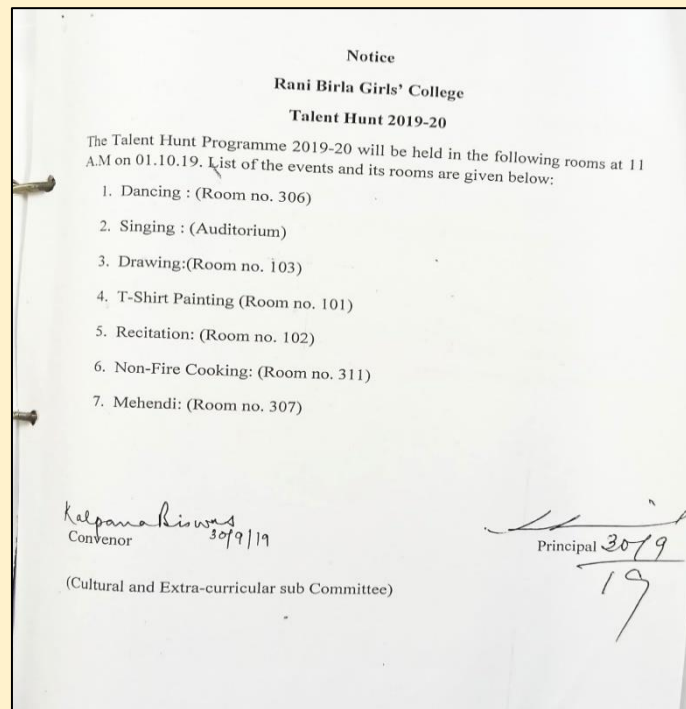 Notice
Rani Birla Girls' College
Talent Hunt 2019-20
The Talent Hunt Programme 2019-20 will be held in the following rooms at 11
A.M on 01.10.19. List of the events and its rooms are given below:
1. Dancing : (Room no. 306)
2. Singing : (Auditorium)
3. Drawing:(Room no. 103)
4. T-Shirt Painting (Room no. 101)
5. Recitation: (Room no. 102)
6. Non-Fire Cooking: (Room no. 311)
7. Mehendi: (Room no. 307)
Kalpana Biswas
30/9/19
Convenor
Principal 30/9
19
(Cultural and Extra-curricular sub Committee)